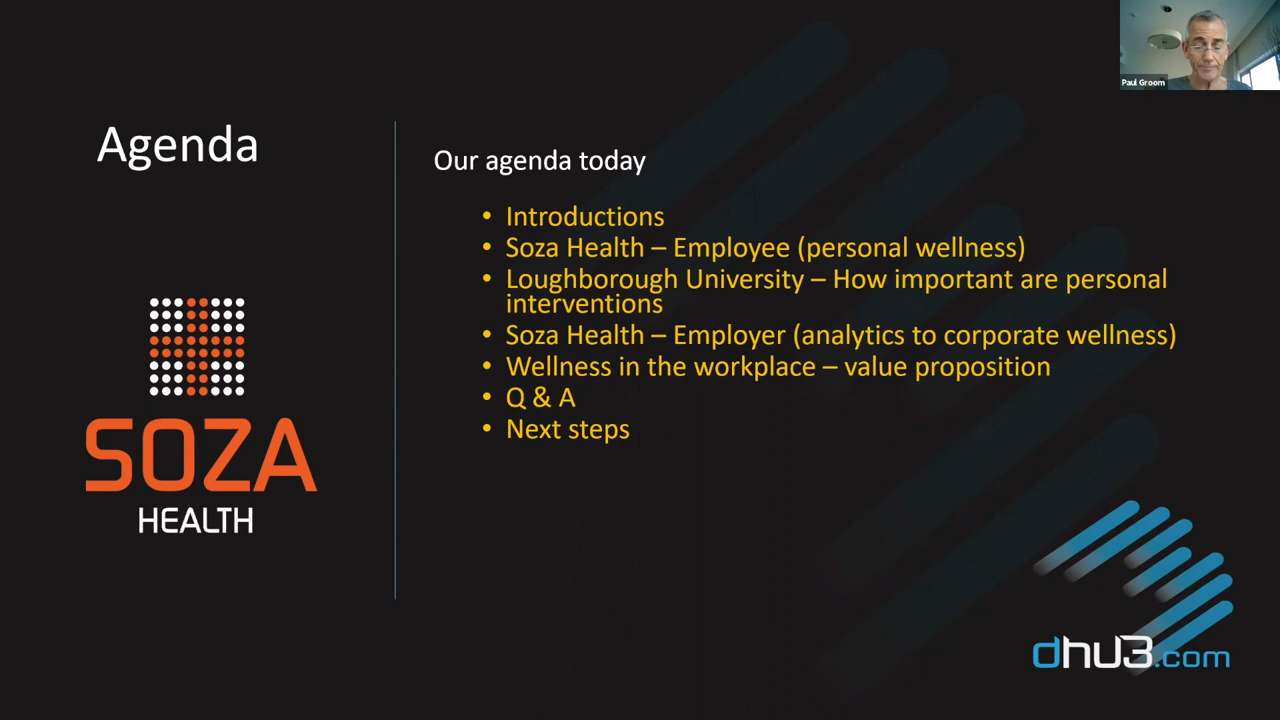 Paul Groom
Agenda
Our agenda today
• Introductions
• Soza Health – Employee (personal wellness)
• Loughborough University – How important are personal
interventions
• Soza Health – Employer (analytics to corporate wellness)
• Wellness in the workplace – value proposition
• Q & A
• Next steps
SOZA
HEALTH
dhu3.com